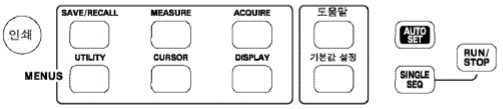 인쇄
SAVE/RECALL MEASURE ACQUIRE 도움말
AUTO
SET
RUN/
STOP
MENUS
UTILITY CURSOR DISPLAY 기본값 설정
SINGLE
SEQ